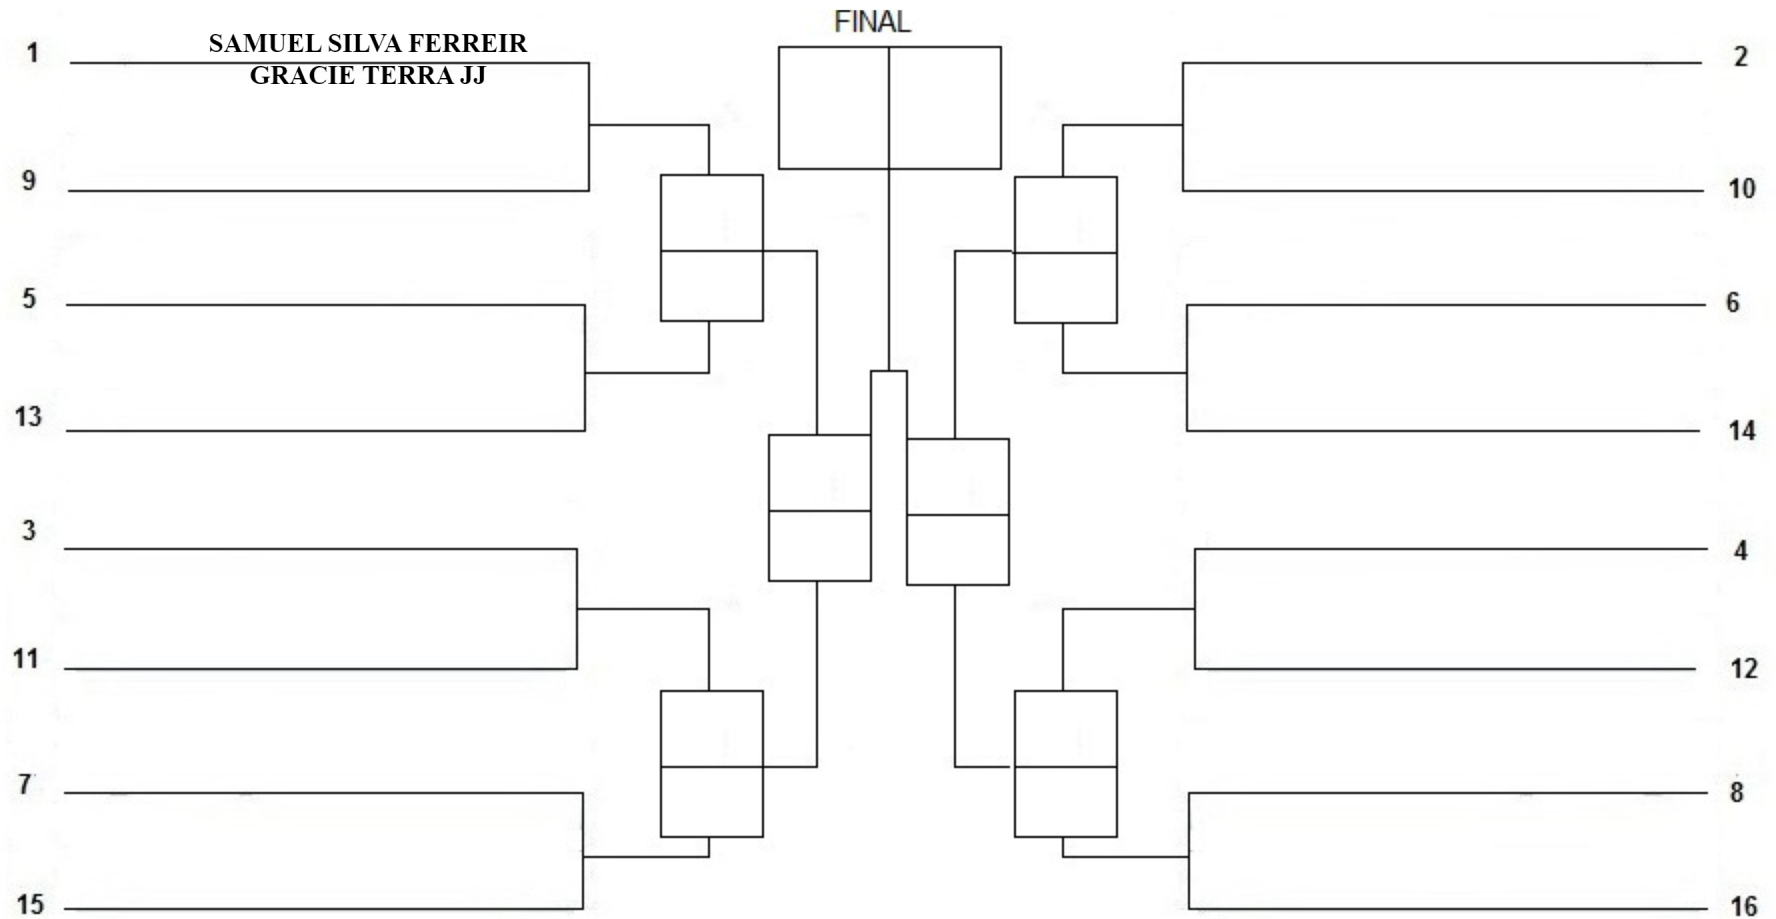 FINAL
1 SAMUEL SILVA FERREIR 2
GRACIE TERRA JJ
9 10
5 6
13 14
3 4
11 12
7 8
15 16